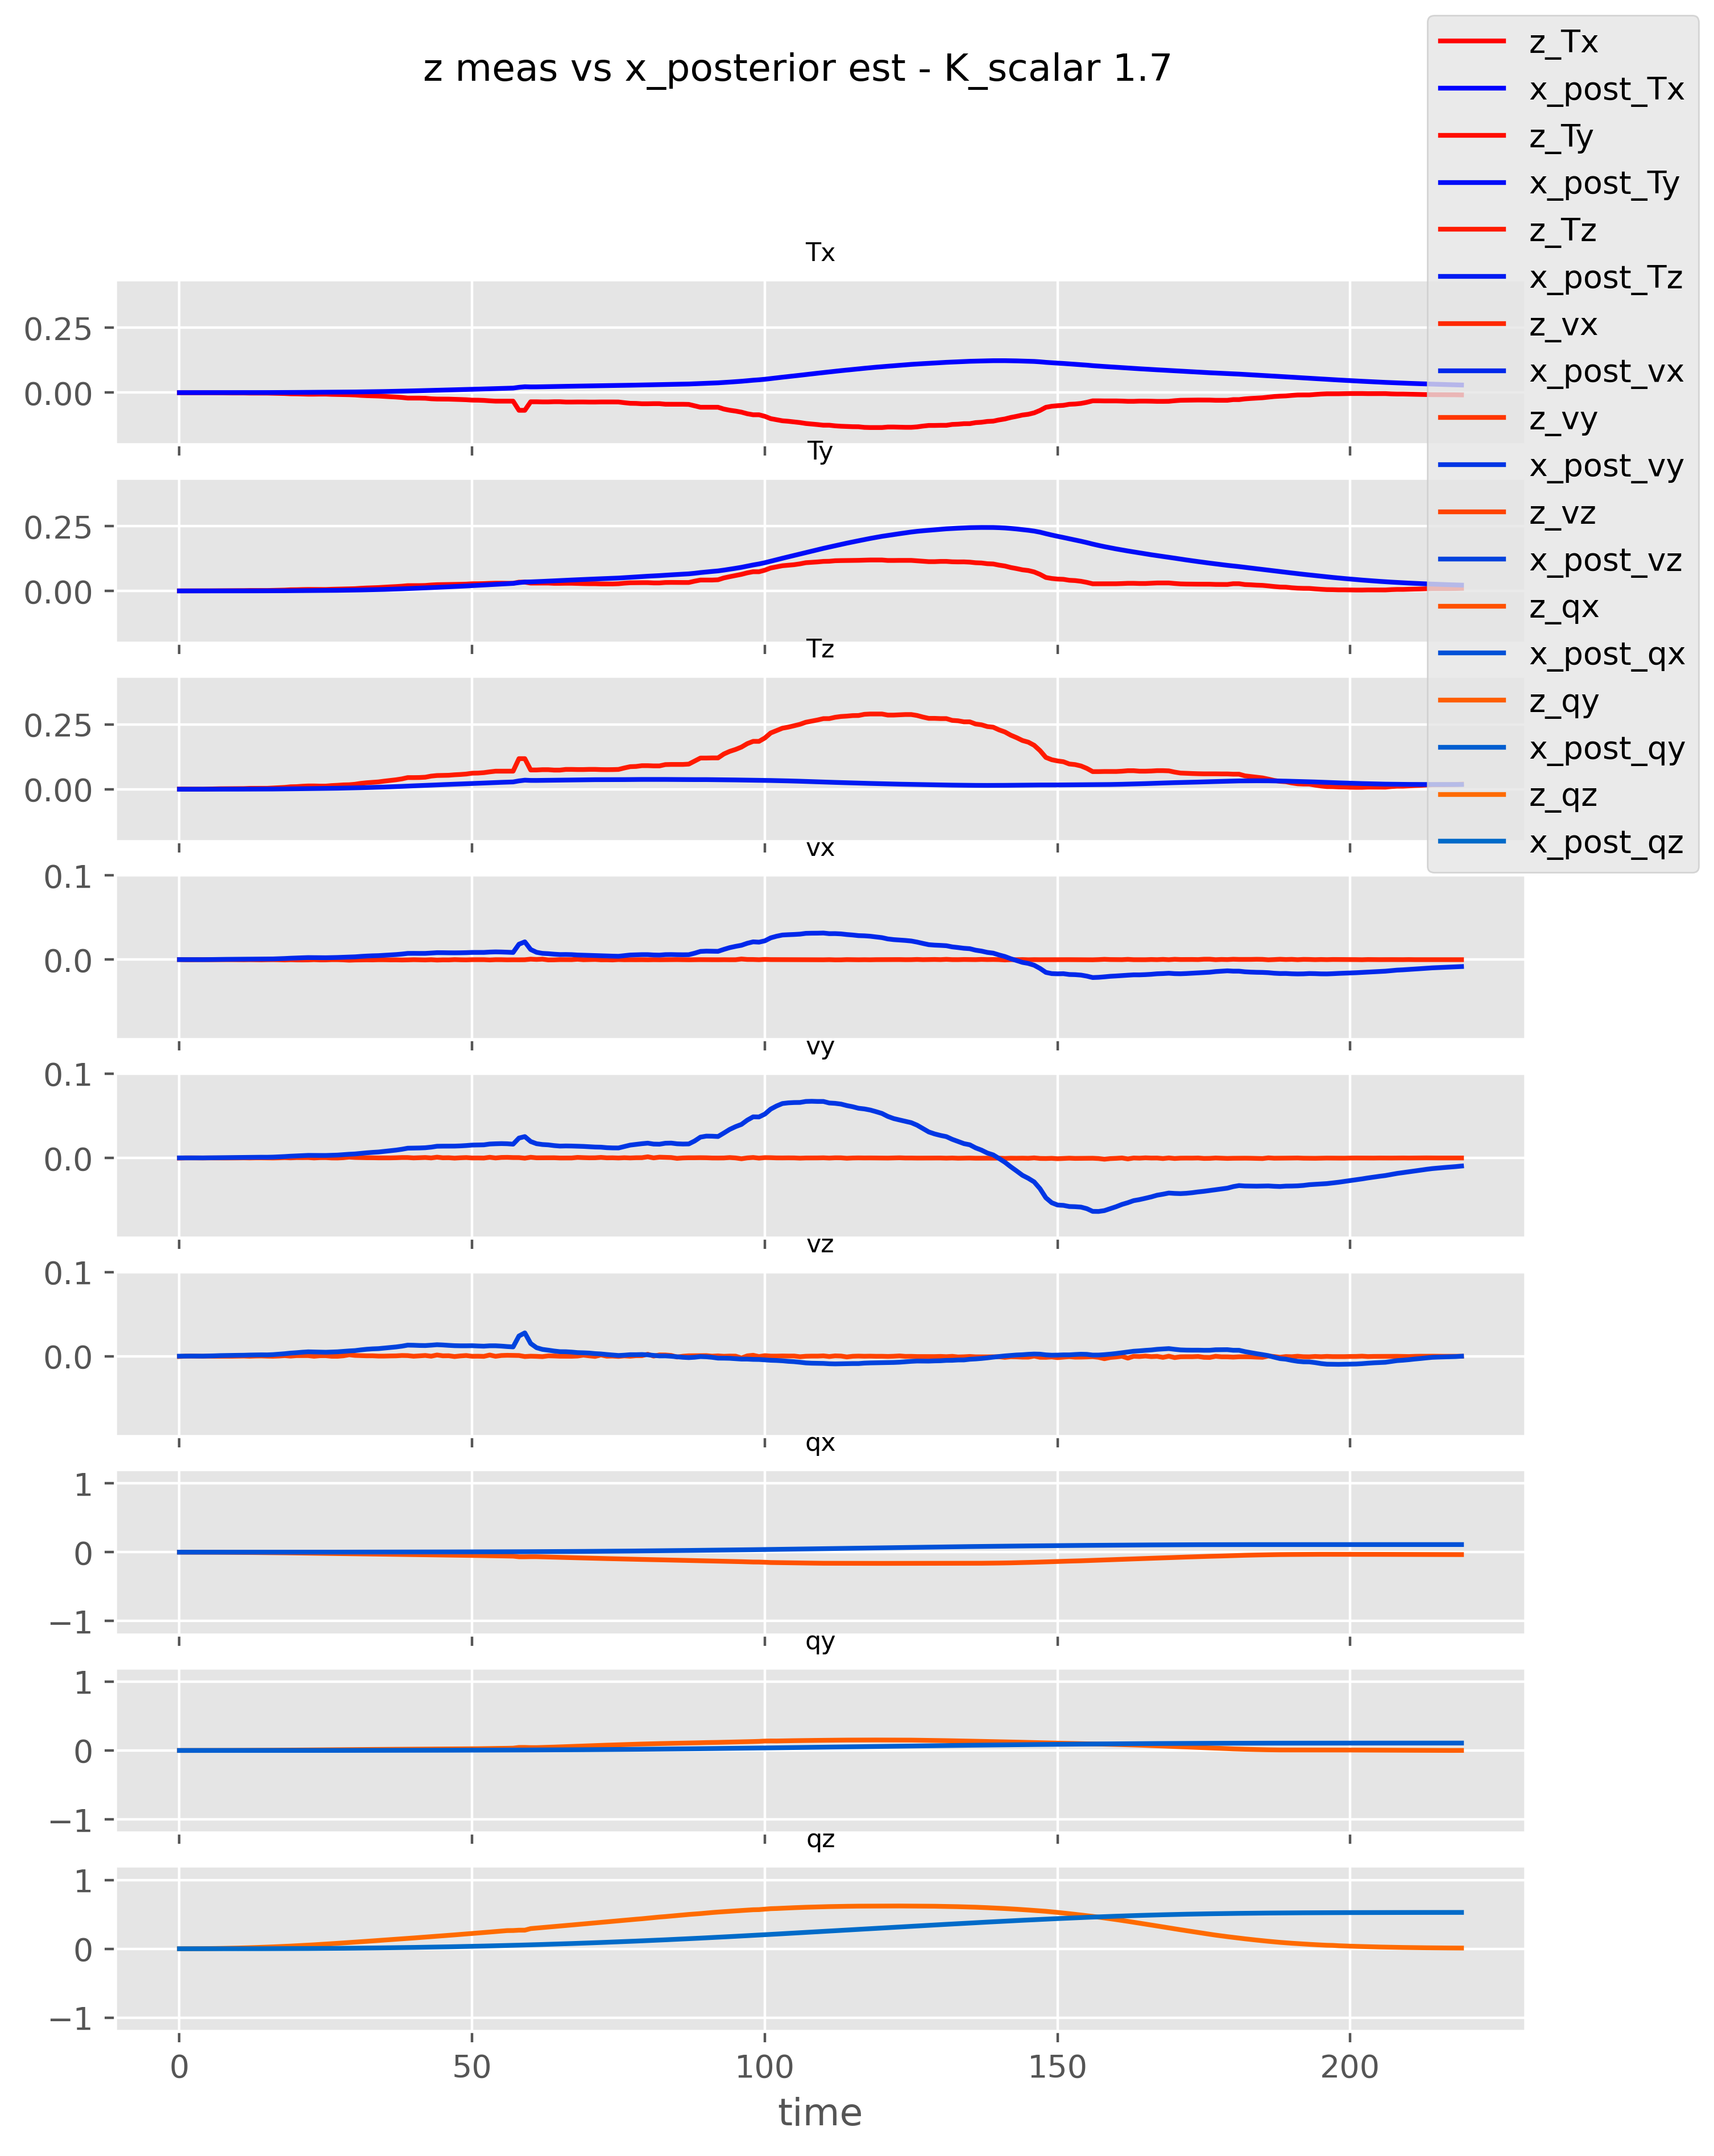 z meas vs x_posterior est - K_scalar 1.7
z_Tx
x_post_Tx
z_Ty
x_post_Ty
z_Tz
x_post_Tz
z_vx
x_post_vx
z_vy
x_post_vy
z_vz
x_post_vz
z_qx
x_post_qx
z_qy
x_post_qy
z_qz
x_post_qz
Tx
0.25
0.00
Ty
0.25
0.00
Tz
0.25
0.00
vx
0.1
0.0
vy
0.1
0.0
vz
0.1
0.0
qx
1
0
−1
qy
1
0
−1
qz
1
0
−1
0 50 100 150 200
time